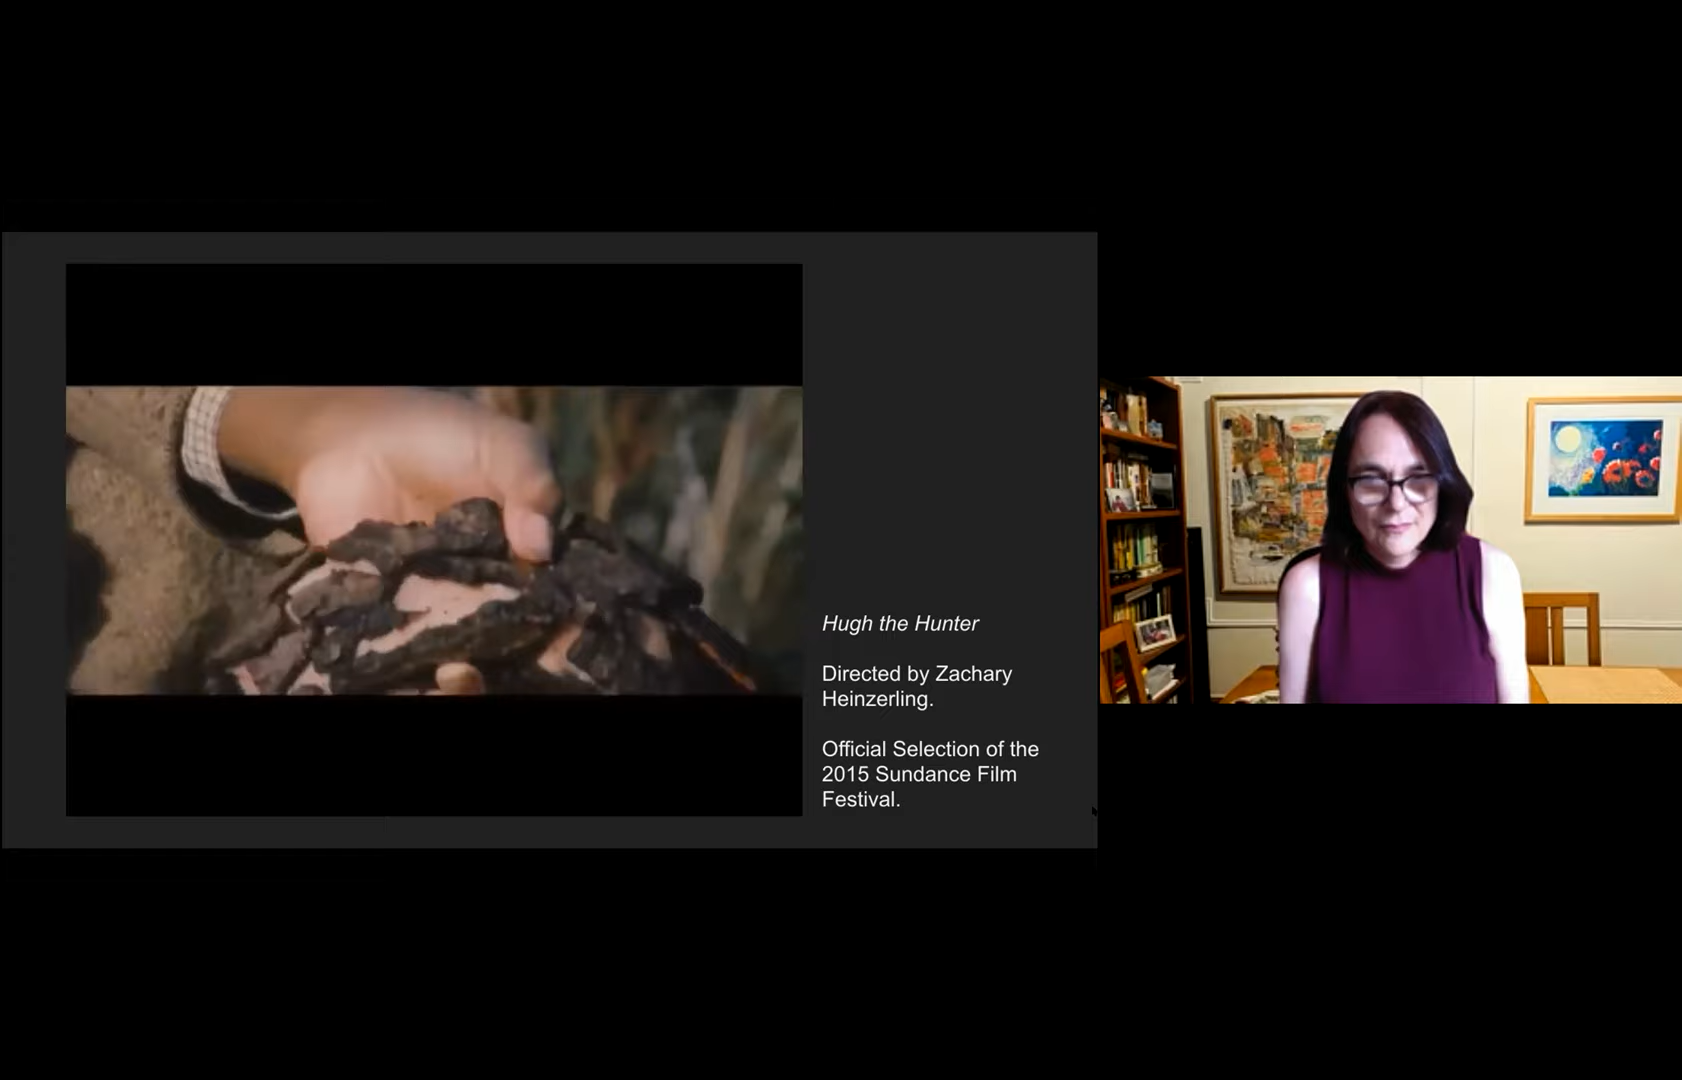 Hugh the Hunter
Directed by Zachary
Heinzerling.
Official Selection of the
2015 Sundance Film
Festival.